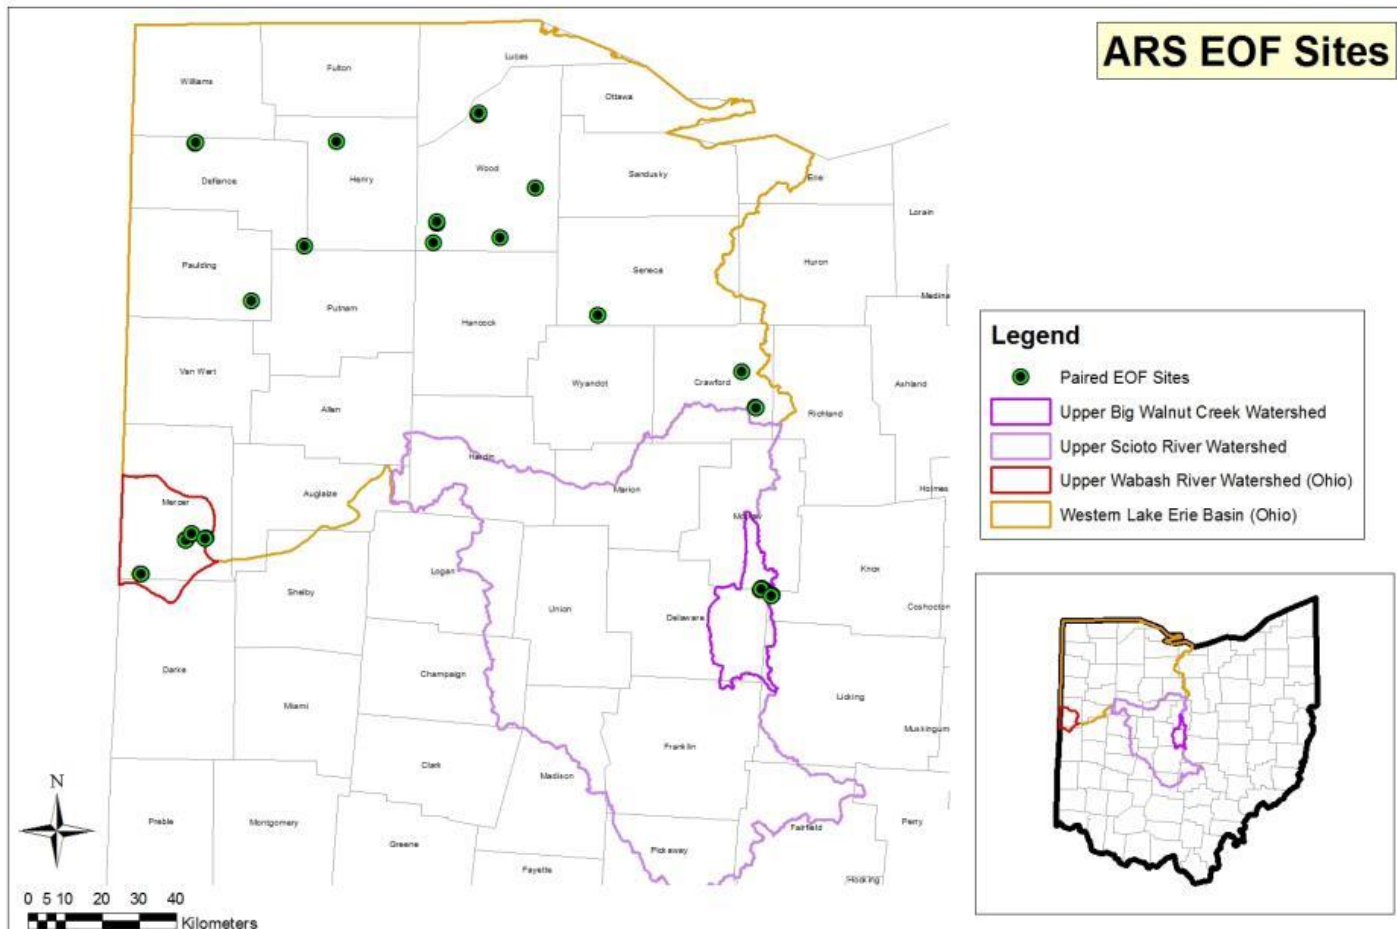 ARS EOF Sites
Lucas
Fulton
Williams
Ottawa
Wood
Sandusky
Erie
Henry
Defiance
Lorain
Huron
Paulding
Seneca
Medina
Putnam
Hancock
Van Wert
Wyandot
Crawford
Ashland
Allen
Richland
Hardin
Holmes
Marion
Auglaize
Mercer
Morrow
Knox
Logan
Shelby
Union
Coshocton
Delaware
Darke
Champaign
Licking
Miami
Muskingum
Franklin
Clark
Madison
Preble
Montgomery
Fairfield
Perry
Greene
Pickaway
Fayette
Hocking
Legend
Paired EOF Sites
Upper Big Walnut Creek Watershed
Upper Scioto River Watershed
Upper Wabash River Watershed (Ohio)
Western Lake Erie Basin (Ohio)
N
0 5 10 20 30 40
Kilometers